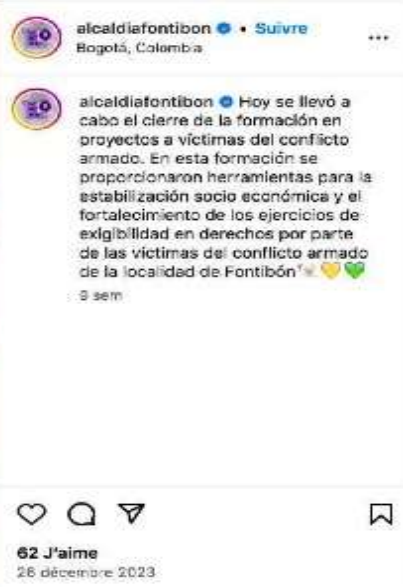 alcaldiafontibon • Suivre
Bogotá, Colombia
alcaldiafontibon Hoy se llevó a
cabo el cierre de la formación en
proyectos a víctimas del conflicto
armado. En esta formación se
proporcionaron herramientas para la
estabilización socio económica y el
fortalecimiento de los ejercicios de
exigibilidad en derechos por parte
de las víctimas del conflicto armado
de la localidad de Fontibón 💛💚
9 sem
62 J'aime
26 décembre 2023